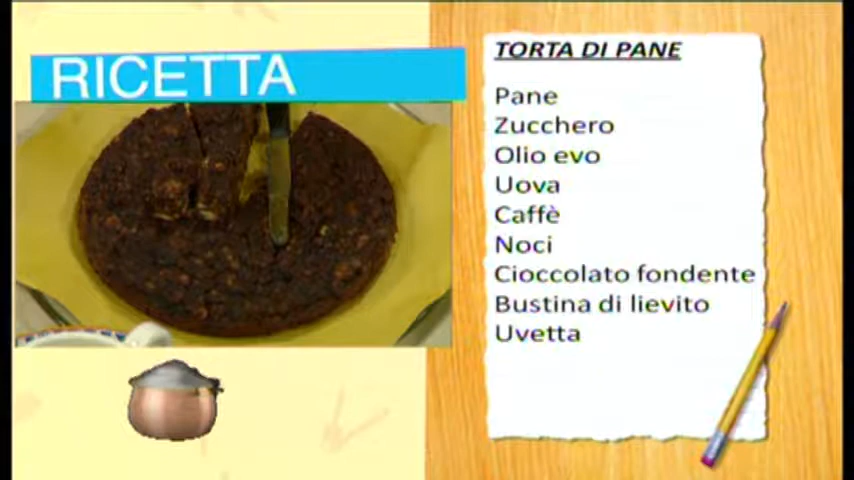 RICETTA
TORTA DI PANE
Pane
Zucchero
Olio evo
Uova
Caffè
Noci
Cioccolato fondente
Bustina di lievito
Uvetta